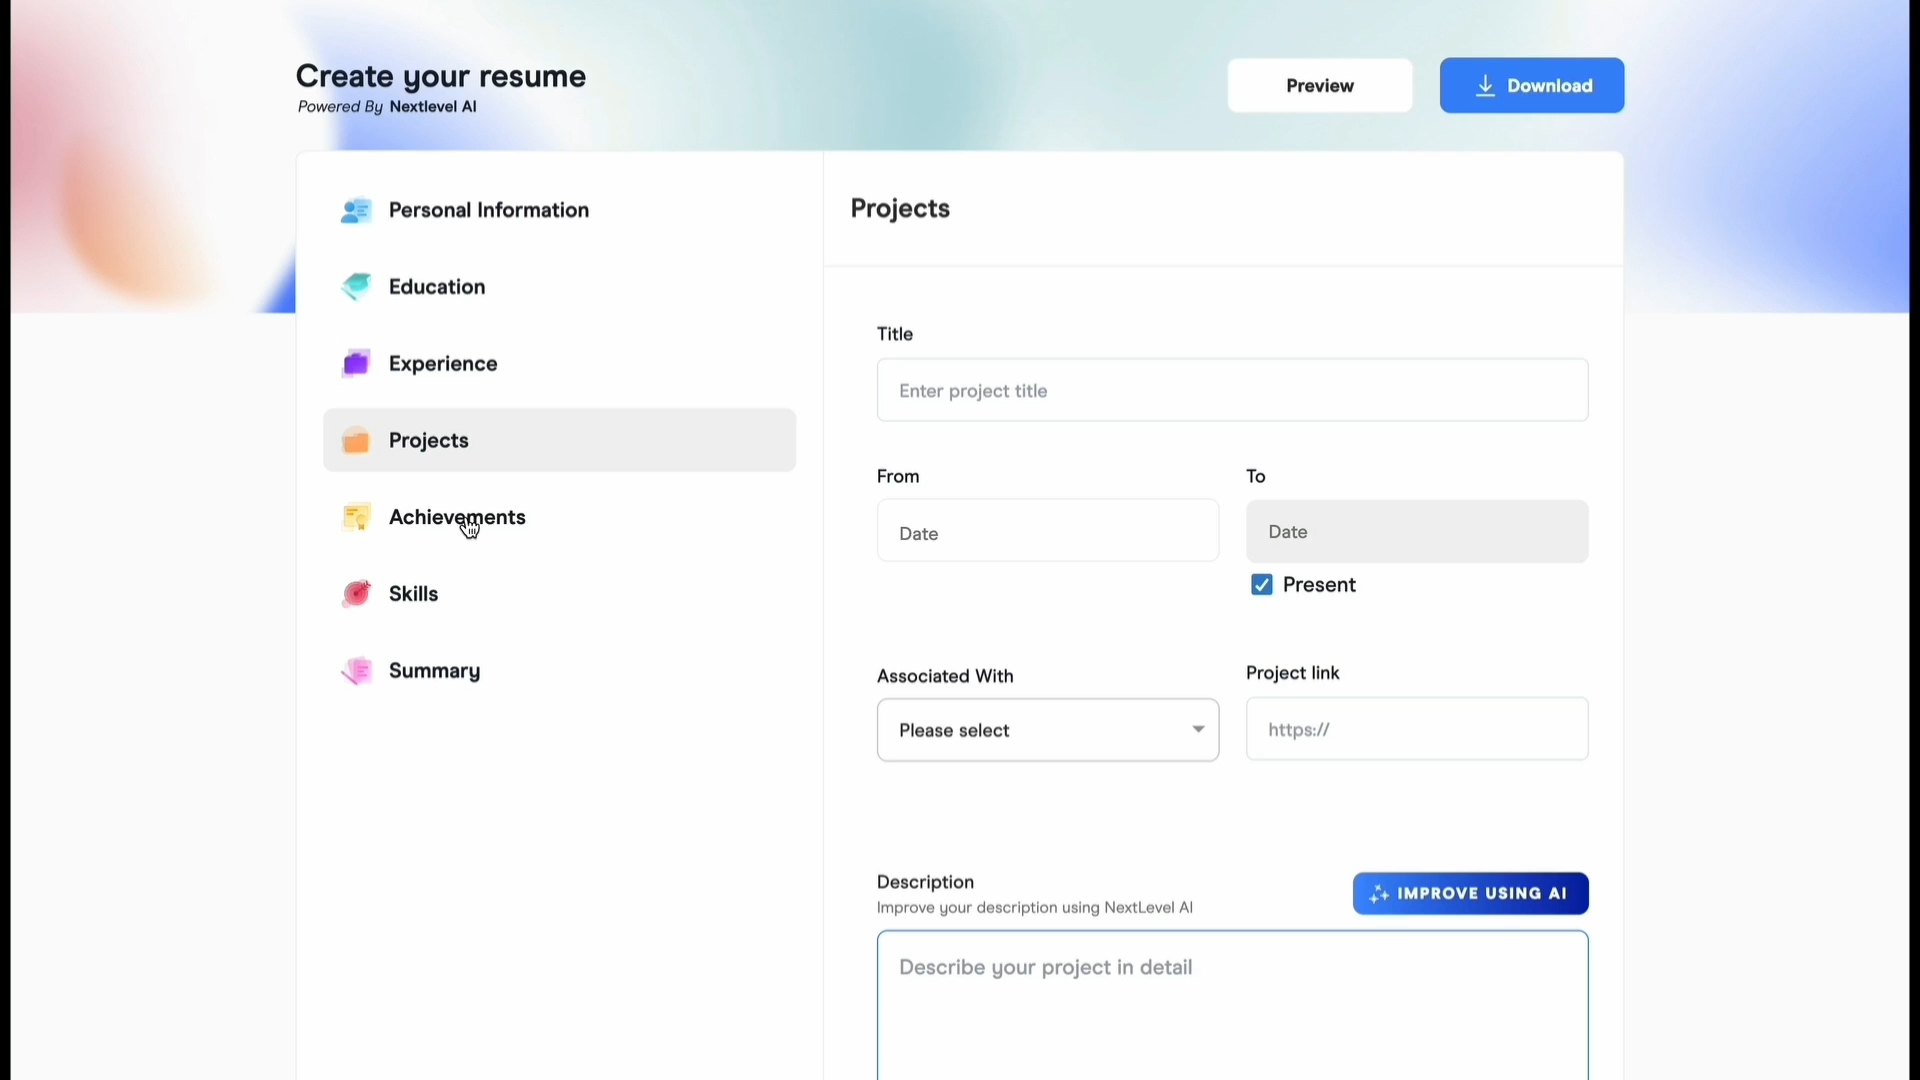 Create your resume
Powered By Nextlevel AI
Preview
Download
Personal Information
Education
Experience
Projects
Achievements
Skills
Summary
Projects
Title
Enter project title
From
To
Date
Date
Present
Associated With
Project link
Please select
https://
Description
Improve your description using NextLevel AI
IMPROVE USING AI
Describe your project in detail